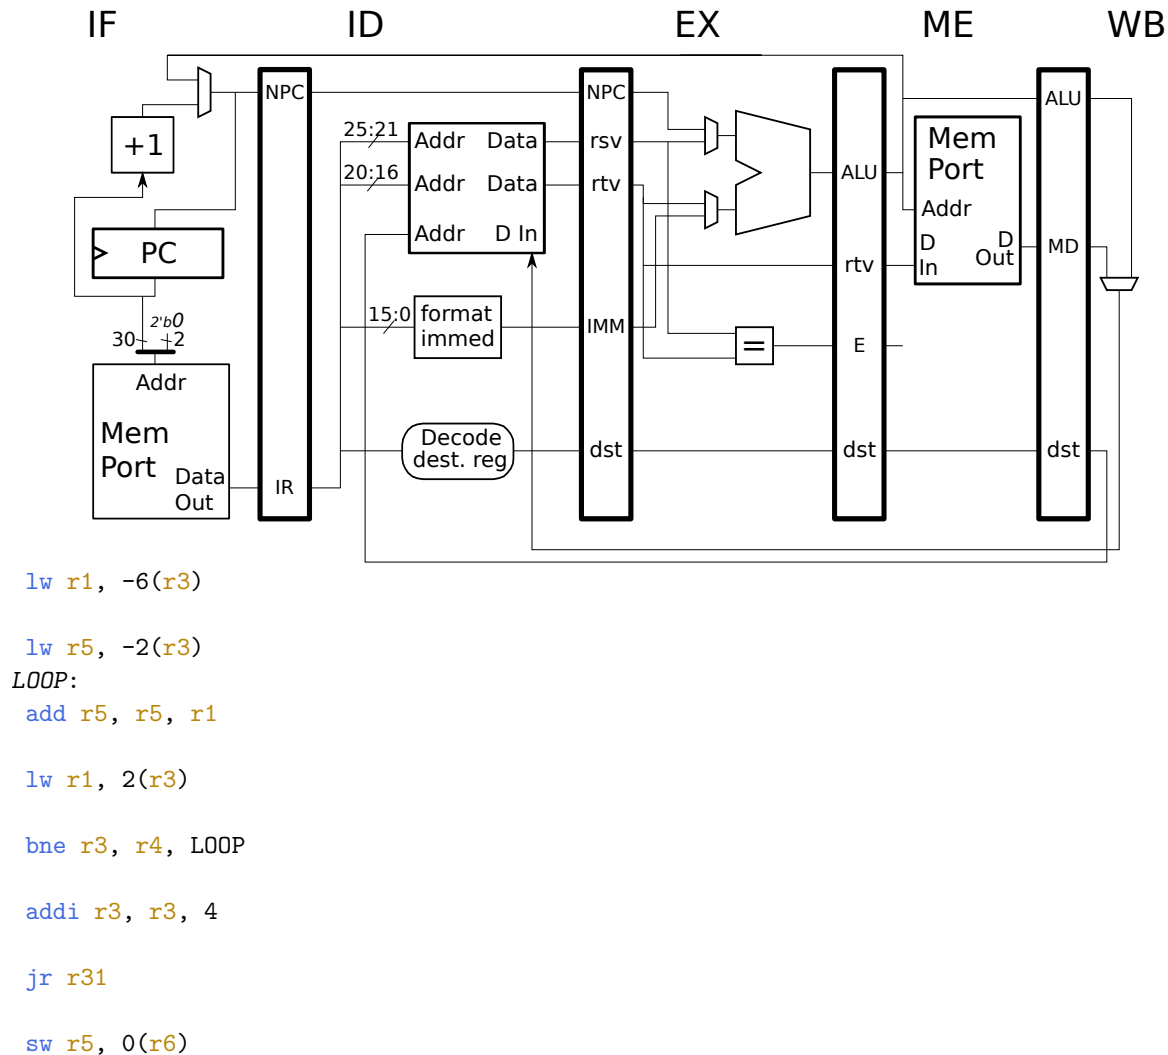 IF ID EX ME WB
NPC NPC ALU
+1
25:21 Addr Data rsv
Mem
Port
20:16 Addr Data rtv ALU
Addr
Addr D In
PC
D
In
D
Out
MD
rtv
2'b0
30 2
15:0 format
immed
IMM
= E
Addr
Mem
Port
Data
Out
Decode
dest. reg
dst dst dst
IR
lw r1, -6(r3)
lw r5, -2(r3)
LOOP:
add r5, r5, r1
lw r1, 2(r3)
bne r3, r4, LOOP
addi r3, r3, 4
jr r31
sw r5, 0(r6)